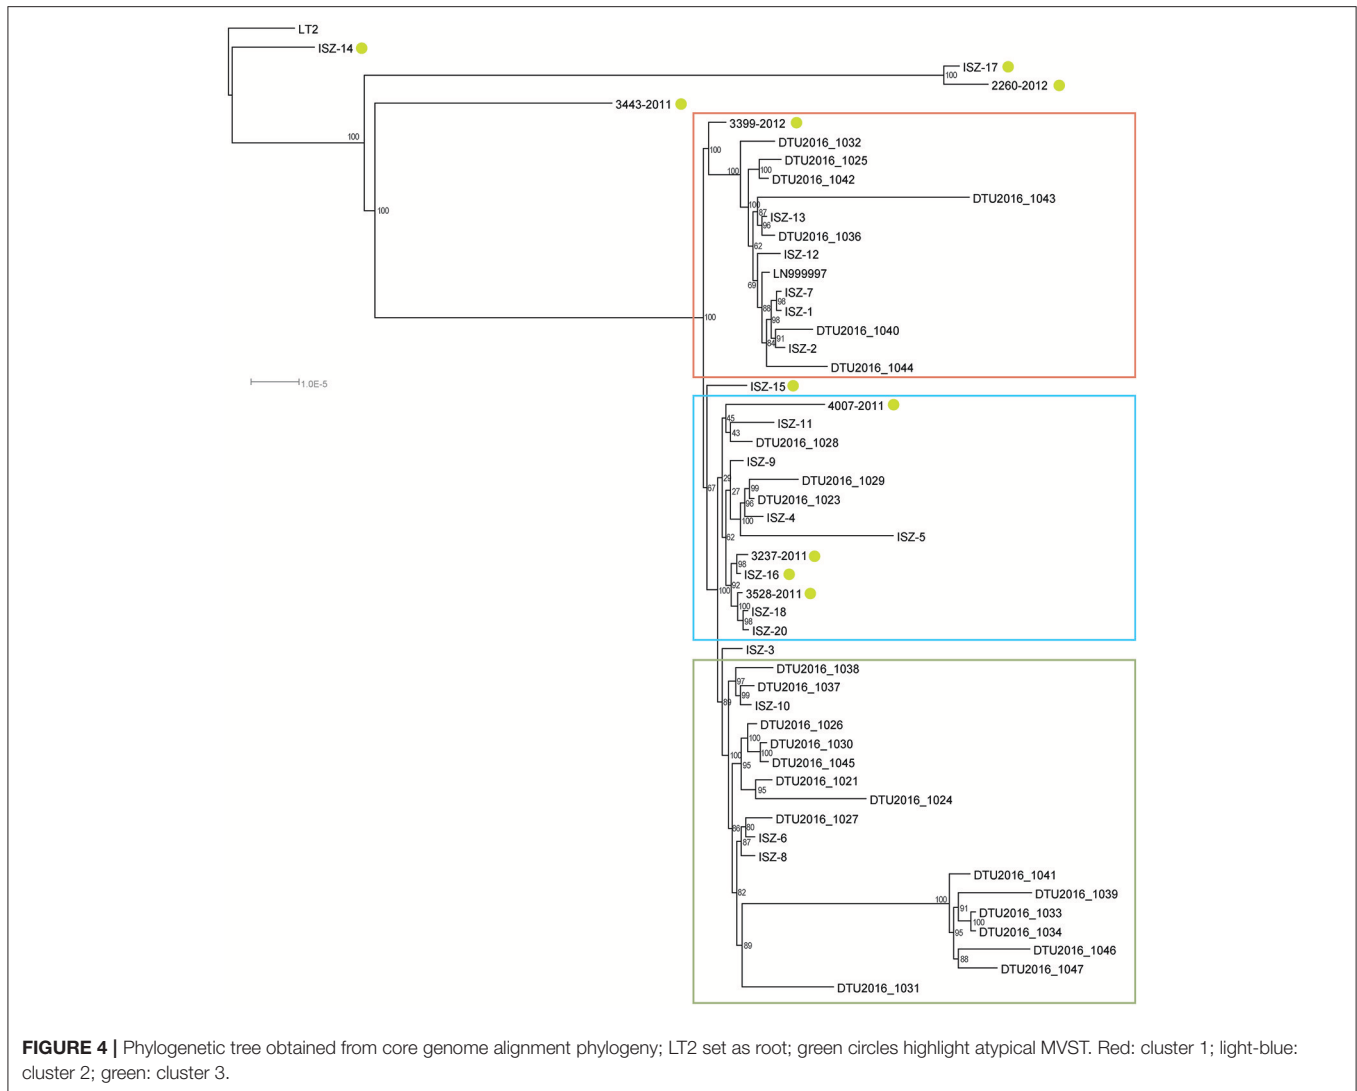 LT2
ISZ-14
ISZ-17
100
2260-2012
3443-2011
3399-2012
100
100
DTU2016_1032
100
DTU2016_1025
100
DTU2016_1042
DTU2016_1043
100
87
ISZ-13
96
100
DTU2016_1036
62
ISZ-12
LN999997
69
ISZ-7
98
88
ISZ-1
100
98
DTU2016_1040
91
84
ISZ-2
DTU2016_1044
1.0E-5
ISZ-15
4007-2011
45
ISZ-11
43
DTU2016_1028
ISZ-9
29
DTU2016_1029
67
27
99
DTU2016_1023
96
ISZ-4
100
ISZ-5
62
3237-2011
98
ISZ-16
92
100
3528-2011
100
ISZ-18
98
ISZ-20
ISZ-3
DTU2016_1038
97
DTU2016_1037
99
89
ISZ-10
DTU2016_1026
100
DTU2016_1030
100
100
DTU2016_1045
95
DTU2016_1021
95
DTU2016_1024
DTU2016_1027
86
80
ISZ-6
87
ISZ-8
DTU2016_1041
82
DTU2016_1039
100
91
DTU2016_1033
100
DTU2016_1034
95
89
DTU2016_1046
88
DTU2016_1047
DTU2016_1031
FIGURE 4 | Phylogenetic tree obtained from core genome alignment phylogeny; LT2 set as root; green circles highlight atypical MVST. Red: cluster 1; light-blue:
cluster 2; green: cluster 3.